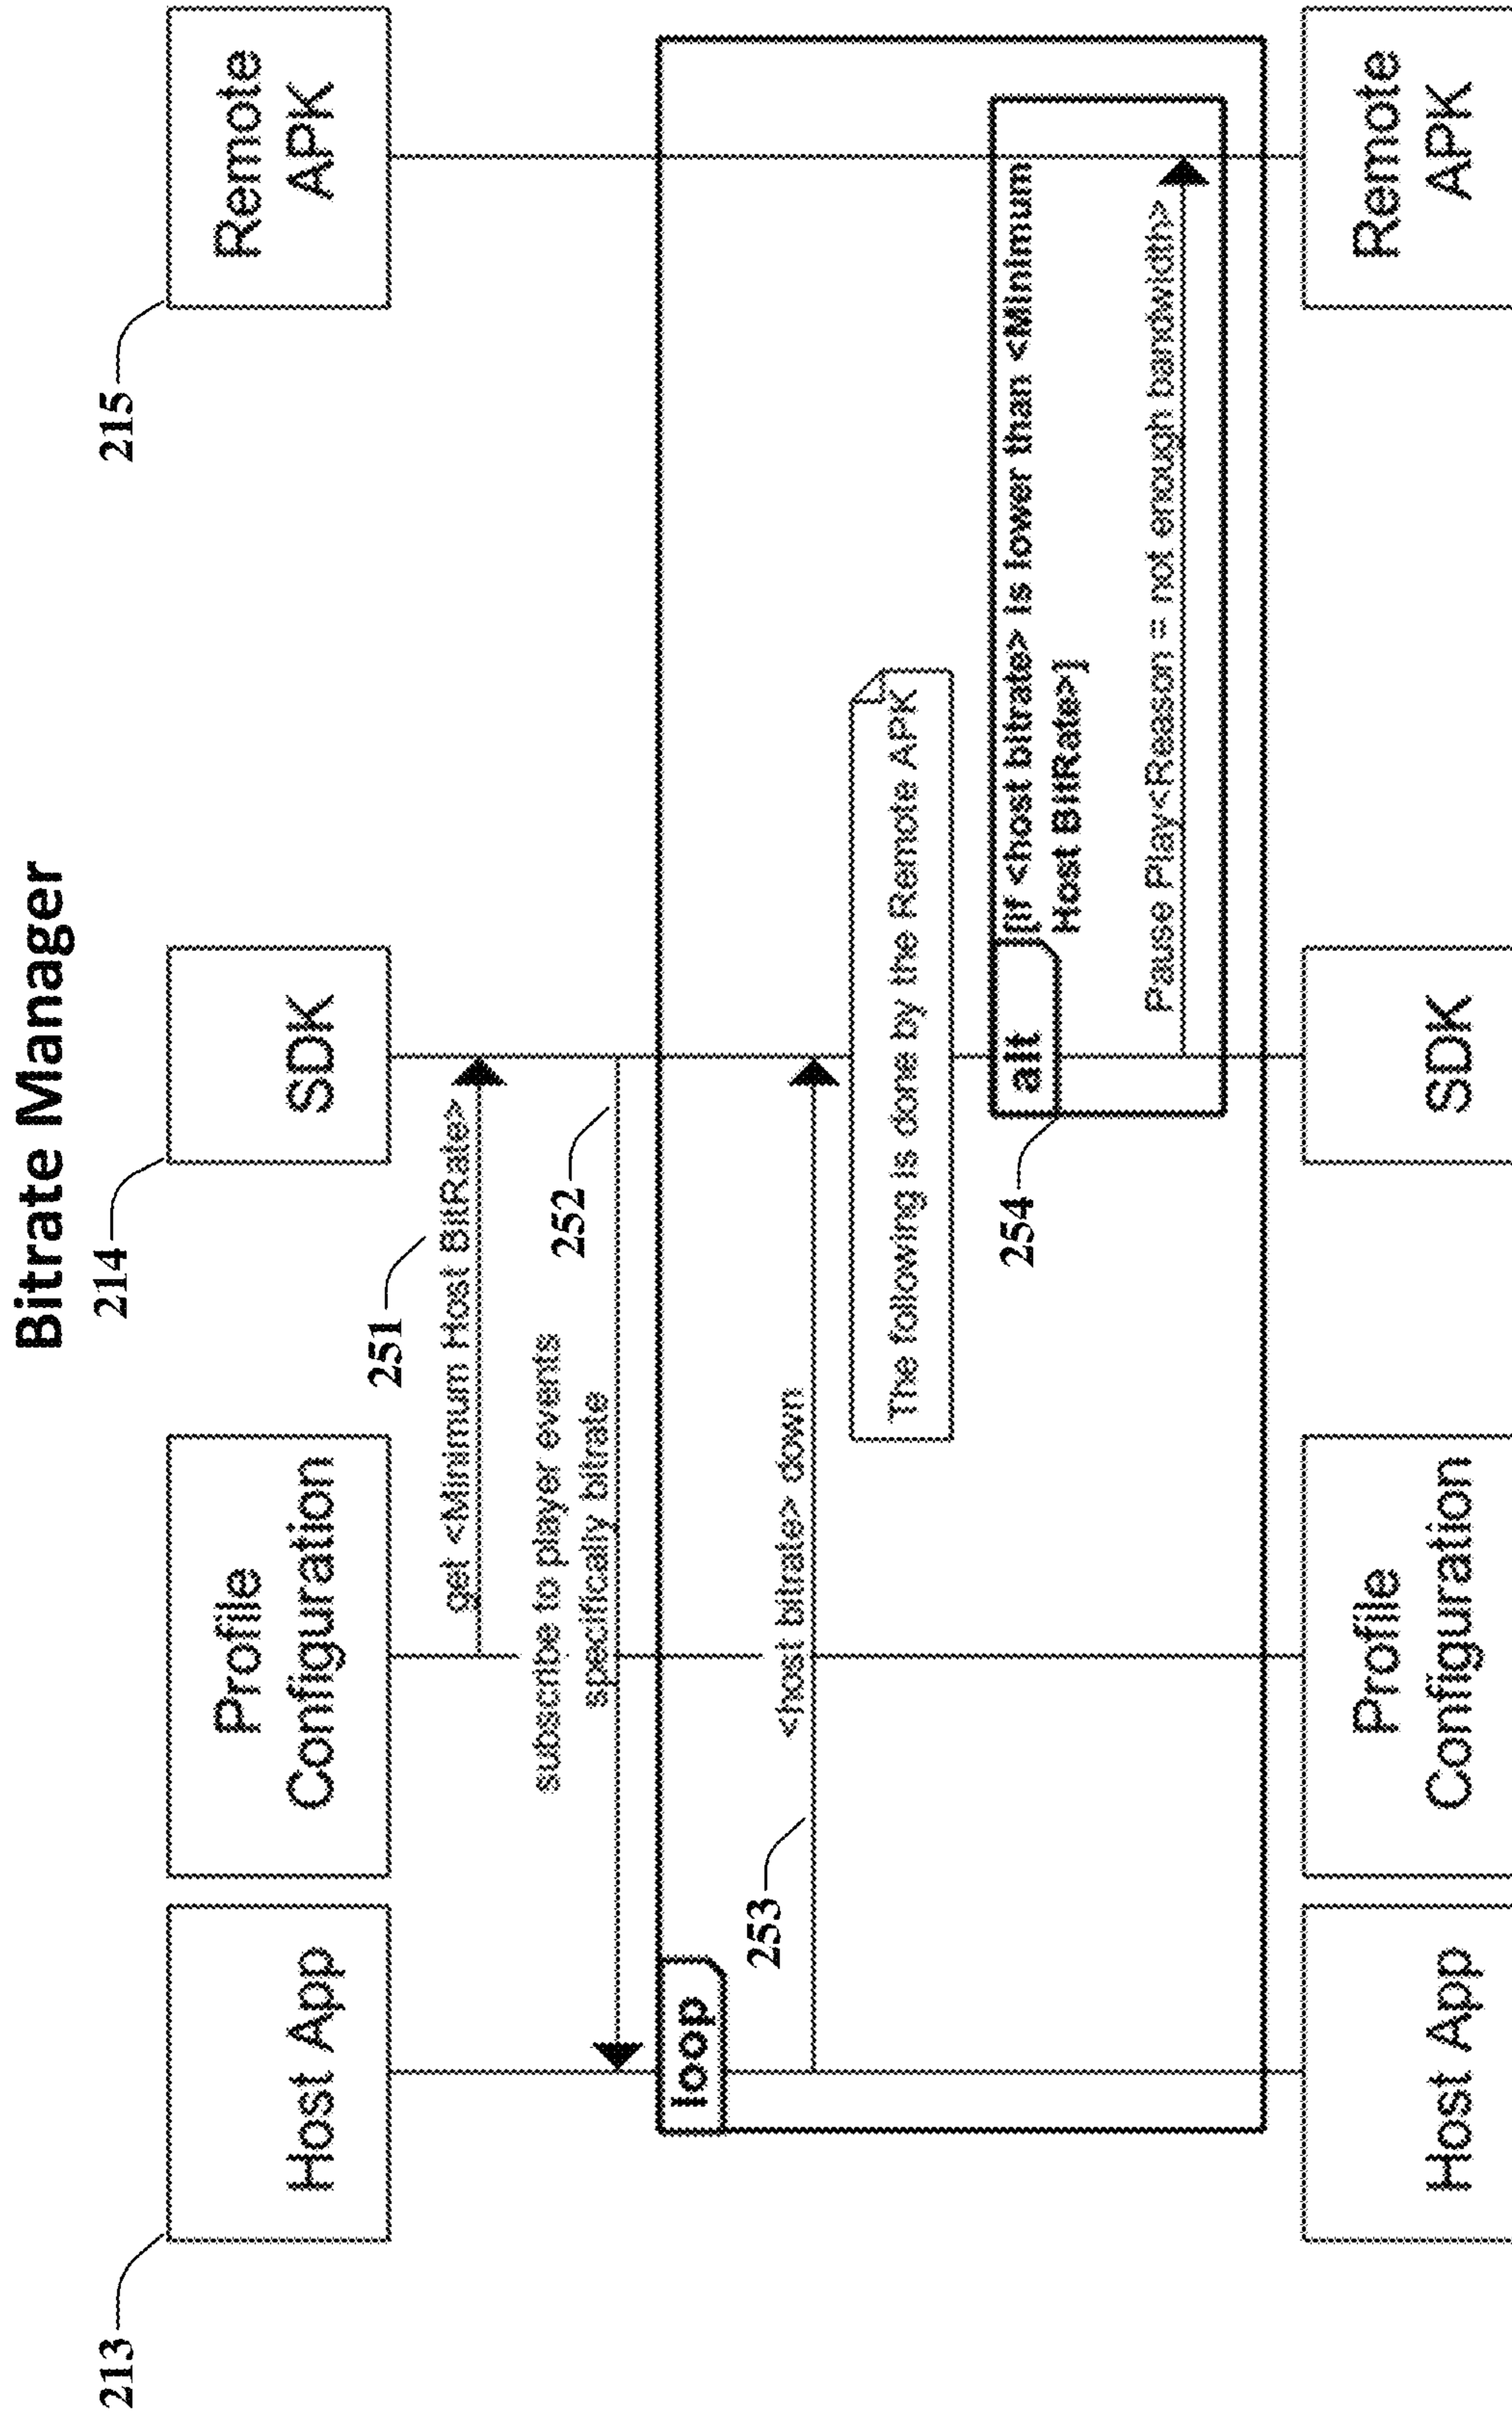 Bitrate Manager
213
214
215
Host App
Profile
Configuration
SDK
Remote
APK
251
get <Minimum Host BitRate>
subscribe to player events
specifically bitrate
252
loop
253
<host bitrate> down
The following is done by the Remote APK
254
alt
[if <host bitrate> is lower than <Minimum
Host BitRate>]
Pause Play<Reason = not enough bandwidth>
Host App
Profile
Configuration
SDK
Remote
APK